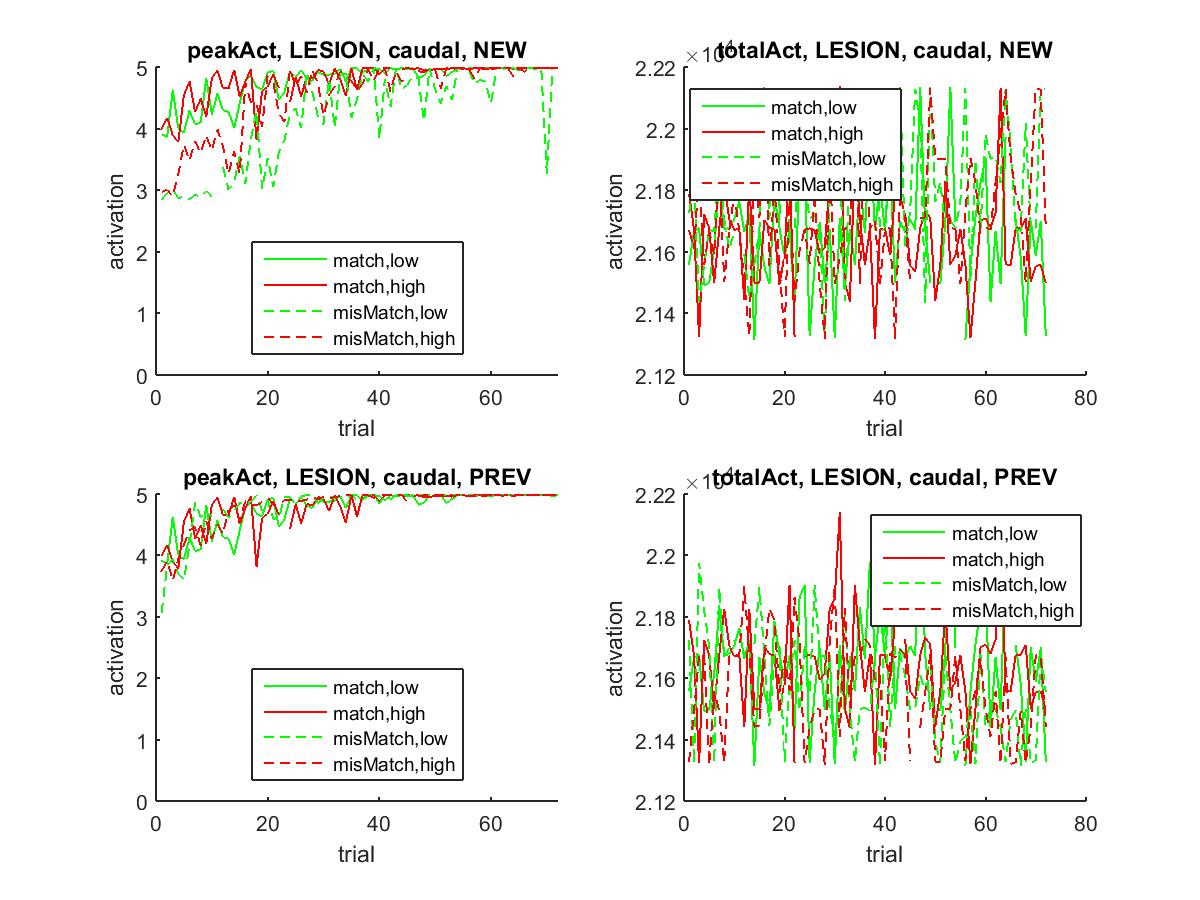 peakAct, LESION, caudal, NEW
5
4
3
2
1
0
activation
match,low
match,high
misMatch,low
misMatch,high
0 20 40 60
trial
×10^4
totalAct, LESION, caudal, NEW
2.22
2.2
2.18
2.16
2.14
2.12
activation
match,low
match,high
misMatch,low
misMatch,high
0 20 40 60 80
trial
peakAct, LESION, caudal, PREV
5
4
3
2
1
0
activation
match,low
match,high
misMatch,low
misMatch,high
0 20 40 60
trial
×10^4
totalAct, LESION, caudal, PREV
2.22
2.2
2.18
2.16
2.14
2.12
activation
match,low
match,high
misMatch,low
misMatch,high
0 20 40 60 80
trial